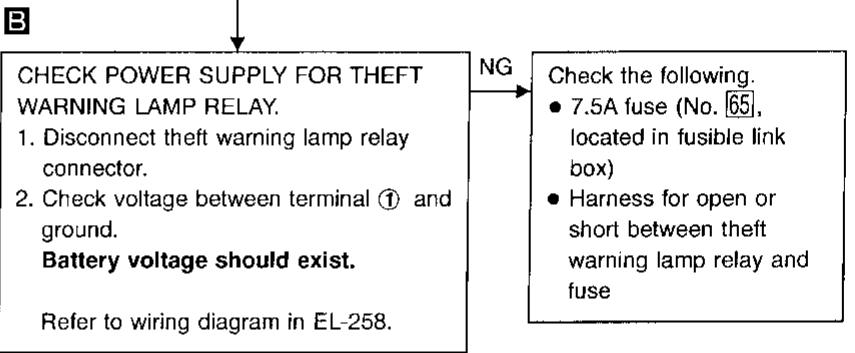 B
CHECK POWER SUPPLY FOR THEFT
WARNING LAMP RELAY.
1. Disconnect theft warning lamp relay
connector.
2. Check voltage between terminal ① and
ground.
Battery voltage should exist.
Refer to wiring diagram in EL-258.
NG
Check the following.
● 7.5A fuse (No. 65,
located in fusible link
box)
● Harness for open or
short between theft
warning lamp relay and
fuse